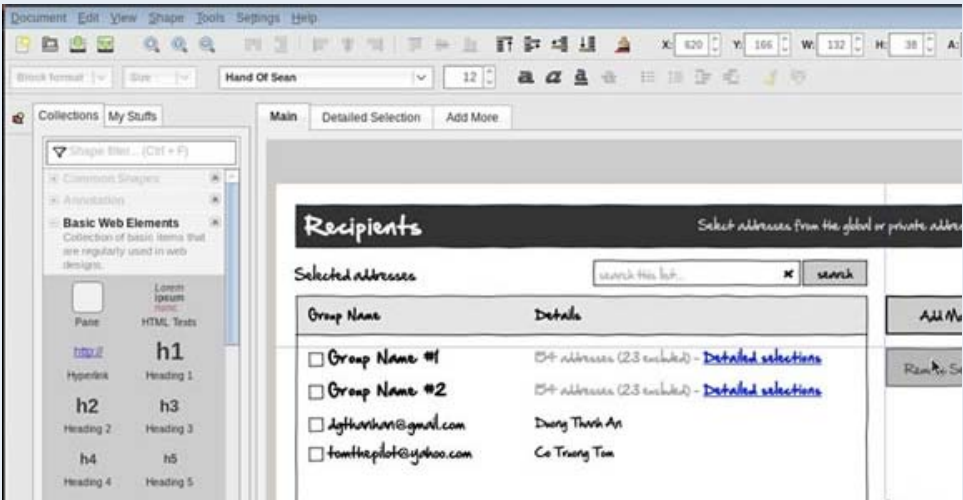 Document Edit View Shape Tools Settings Help
X: 620 Y: 166 W: 132 H: 38 A:
Block format Size Hand Of Sean 12 a a a a
Collections My Stuffs Main Detailed Selection Add More
Shape filter... (Ctrl + F)
Common Shapes
Annotation
Basic Web Elements
Collection of basic items that
are regularly used in web
designs.
Lorem
ipsum
Pane HTML Texts
http:// h1
Hyperlink Heading 1
h2 h3
Heading 2 Heading 3
h4 h5
Heading 4 Heading 5
Recipients Select addresses from the global or private addre
Selected addresses search this list... search
Group Name Details Add Mo
Group Name #1 54 addresses (23 excluded) - Detailed selections
Remove Se
Group Name #2 54 addresses (23 excluded) - Detailed selections
dgthanhan@gmail.com Duong Thanh An
tomthepilot@yahoo.com Co Truong Tom